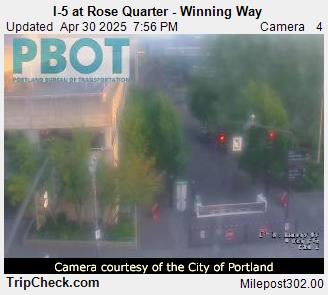 I-5 at Rose Quarter - Winning Way
Updated Apr 30 2025 7:56 PM Camera 4
PBOT
PORTLAND BUREAU OF TRANSPORTATION
Camera courtesy of the City of Portland
TripCheck.com Milepost302.00